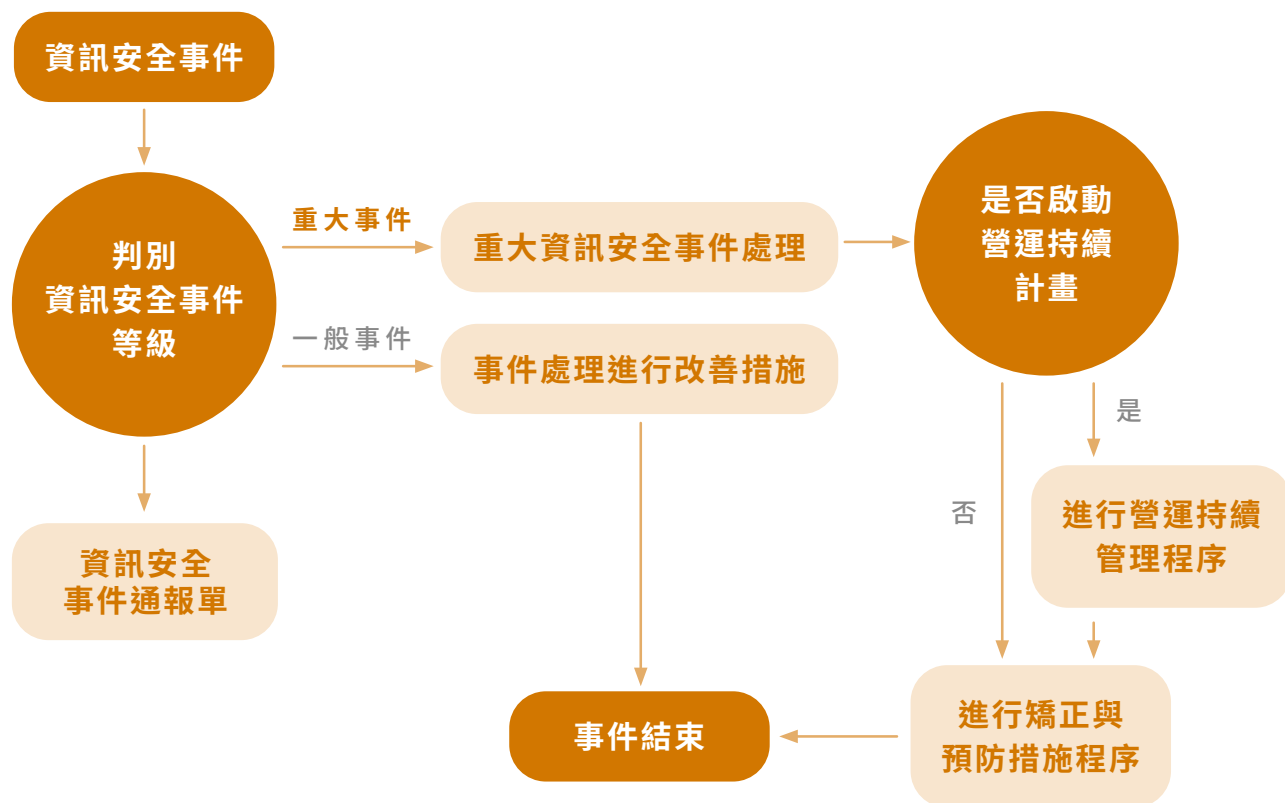 資訊安全事件
判別
資訊安全事件
等級
重大事件
一般事件
資訊安全
事件通報單
重大資訊安全事件處理
事件處理進行改善措施
是否啟動
營運持續
計畫
是
否
進行營運持續
管理程序
進行矯正與
預防措施程序
事件結束